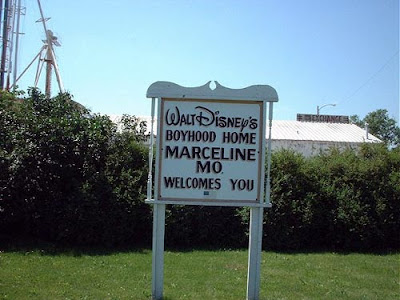 Walt Disney's
BOYHOOD HOME
MARCELINE
MO.
WELCOMES YOU